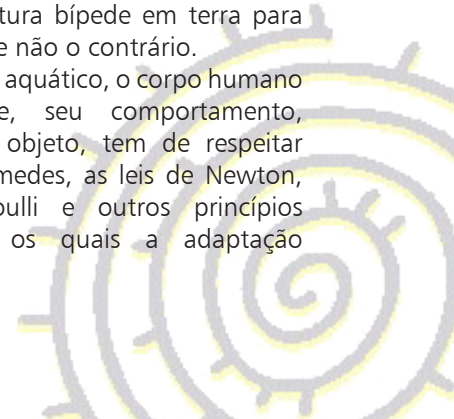 tura bípede em terra para
e não o contrário.
aquático, o corpo humano
e, seu comportamento,
objeto, tem de respeitar
medes, as leis de Newton,
oulli e outros princípios
os quais a adaptação